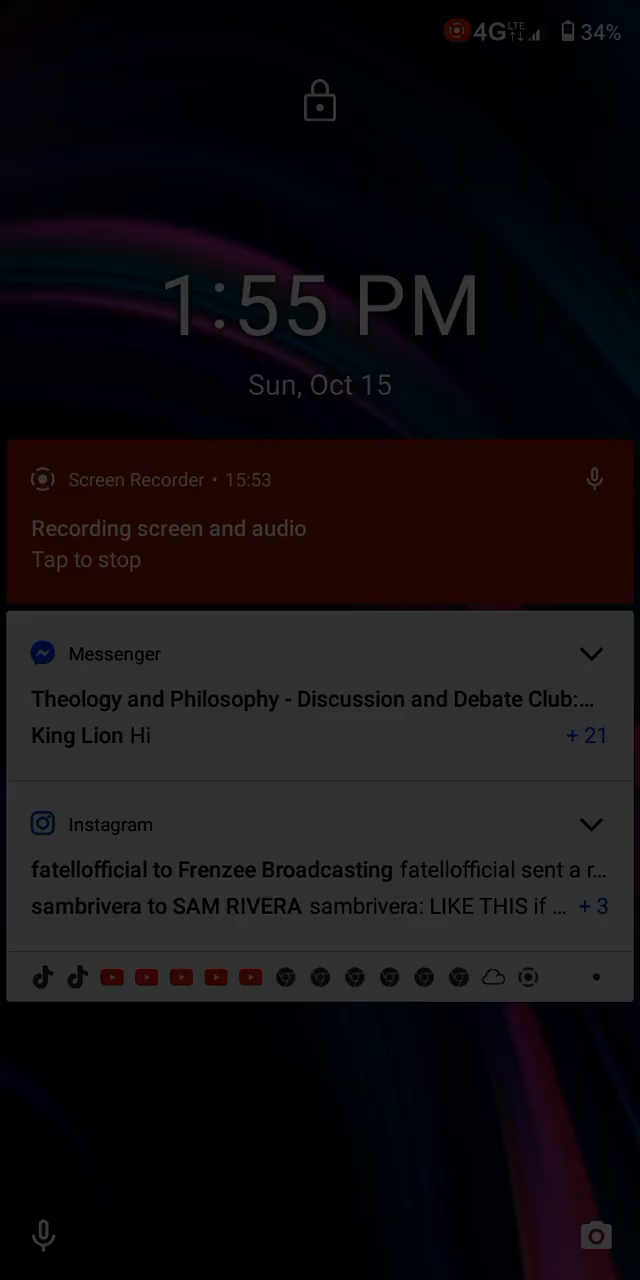 4G LTE 34%
1:55 PM
Sun, Oct 15
Screen Recorder • 15:53
Recording screen and audio
Tap to stop
Messenger
Theology and Philosophy - Discussion and Debate Club:...
King Lion Hi + 21
Instagram
fatellofficial to Frenzee Broadcasting fatellofficial sent a r...
sambrivera to SAM RIVERA sambrivera: LIKE THIS if ... + 3